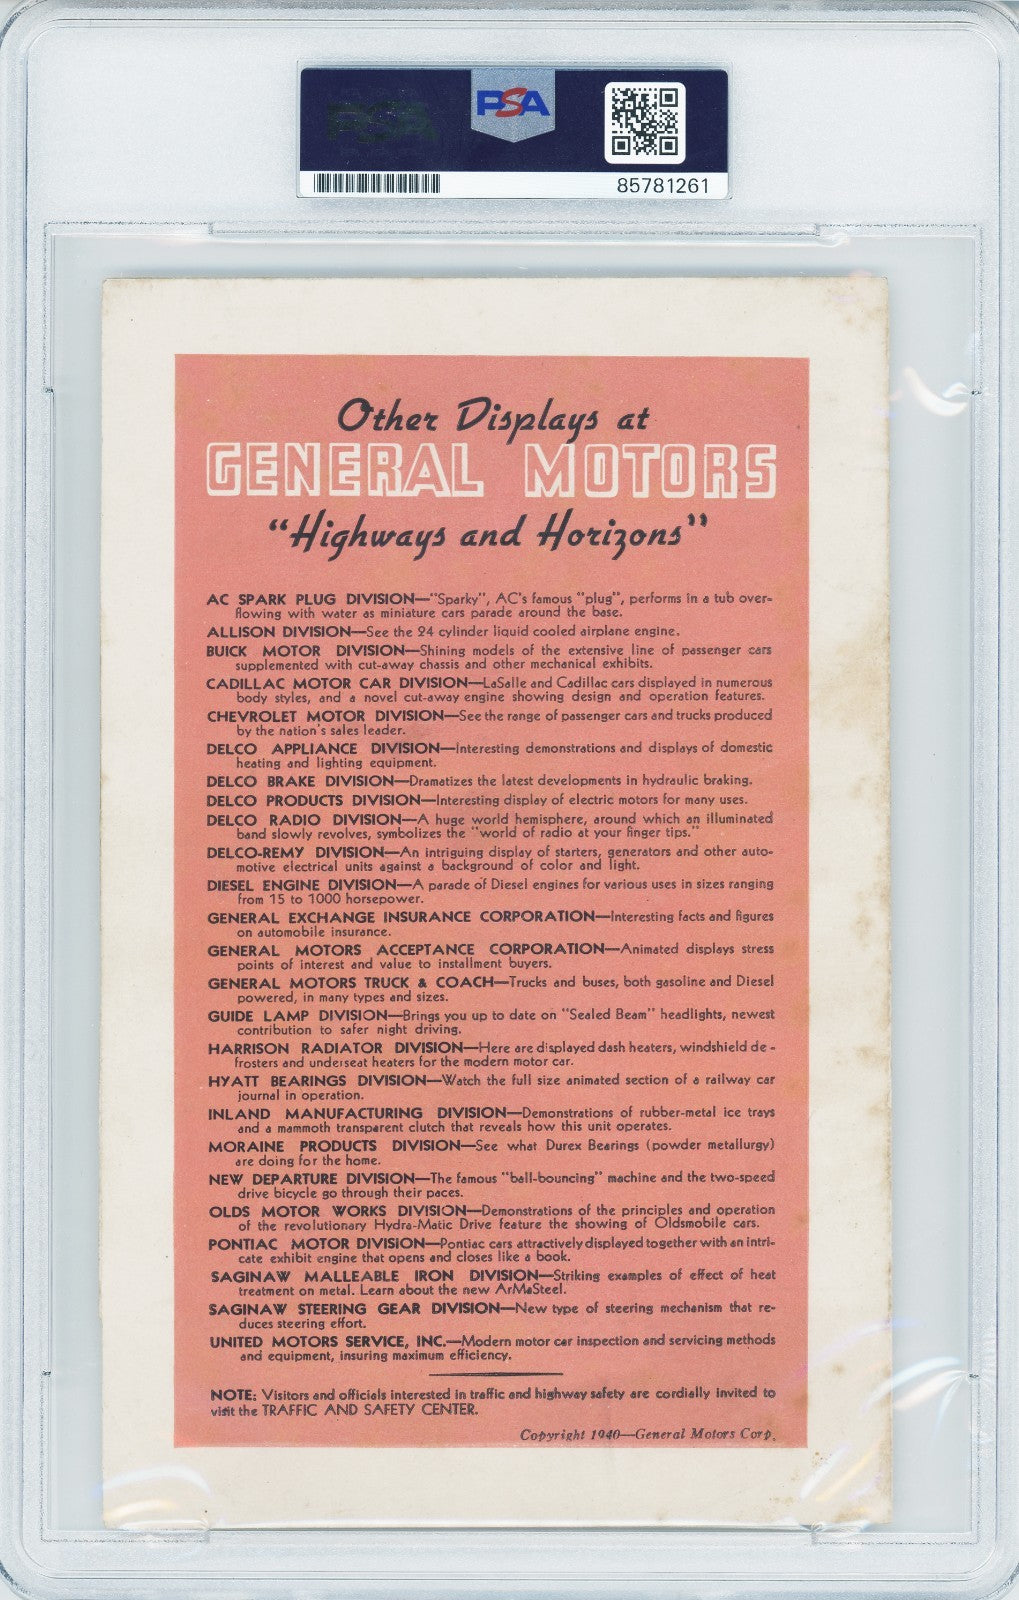 PSA
PSA
85781261
Other Displays at
GENERAL MOTORS
“Highways and Horizons”
AC SPARK PLUG DIVISION—"Sparky", AC's famous "plug", performs in a tub over-
flowing with water as miniature cars parade around the base.
ALLISON DIVISION—See the 24 cylinder liquid cooled airplane engine.
BUICK MOTOR DIVISION—Shining models of the extensive line of passenger cars
supplemented with cut-away chassis and other mechanical exhibits.
CADILLAC MOTOR CAR DIVISION—LaSalle and Cadillac cars displayed in numerous
body styles, and a novel cut-away engine showing design and operation features.
CHEVROLET MOTOR DIVISION—See the range of passenger cars and trucks produced
by the nation's sales leader.
DELCO APPLIANCE DIVISION—Interesting demonstrations and displays of domestic
heating and lighting equipment.
DELCO BRAKE DIVISION—Dramatizes the latest developments in hydraulic braking.
DELCO PRODUCTS DIVISION—Interesting display of electric motors for many uses.
DELCO RADIO DIVISION—A huge world hemisphere, around which an illuminated
band slowly revolves, symbolizes the "world of radio at your finger tips."
DELCO-REMY DIVISION—An intriguing display of starters, generators and other auto-
motive electrical units against a background of color and light.
DIESEL ENGINE DIVISION—A parade of Diesel engines for various uses in sizes ranging
from 15 to 1000 horsepower.
GENERAL EXCHANGE INSURANCE CORPORATION—Interesting facts and figures
on automobile insurance.
GENERAL MOTORS ACCEPTANCE CORPORATION—Animated displays stress
points of interest and value to installment buyers.
GENERAL MOTORS TRUCK & COACH—Trucks and buses, both gasoline and Diesel
powered, in many types and sizes.
GUIDE LAMP DIVISION—Brings you up to date on "Sealed Beam" headlights, newest
contribution to safer night driving.
HARRISON RADIATOR DIVISION—Here are displayed dash heaters, windshield de-
frosters and underseat heaters for the modern motor car.
HYATT BEARINGS DIVISION—Watch the full size animated section of a railway car
journal in operation.
INLAND MANUFACTURING DIVISION—Demonstrations of rubber-metal ice trays
and a mammoth transparent clutch that reveals how this unit operates.
MORAINE PRODUCTS DIVISION—See what Durex Bearings (powder metallurgy)
are doing for the home.
NEW DEPARTURE DIVISION—The famous "ball-bouncing" machine and the two-speed
drive bicycle go through their paces.
OLDS MOTOR WORKS DIVISION—Demonstrations of the principles and operation
of the revolutionary Hydra-Matic Drive feature the showing of Oldsmobile cars.
PONTIAC MOTOR DIVISION—Pontiac cars attractively displayed together with an intri-
cate exhibit engine that opens and closes like a book.
SAGINAW MALLEABLE IRON DIVISION—Striking examples of effect of heat
treatment on metal. Learn about the new ArMaSteel.
SAGINAW STEERING GEAR DIVISION—New type of steering mechanism that re-
duces steering effort.
UNITED MOTORS SERVICE, INC.—Modern motor car inspection and servicing methods
and equipment, insuring maximum efficiency.
NOTE: Visitors and officials interested in traffic and highway safety are cordially invited to
visit the TRAFFIC AND SAFETY CENTER.
Copyright 1940—General Motors Corp.